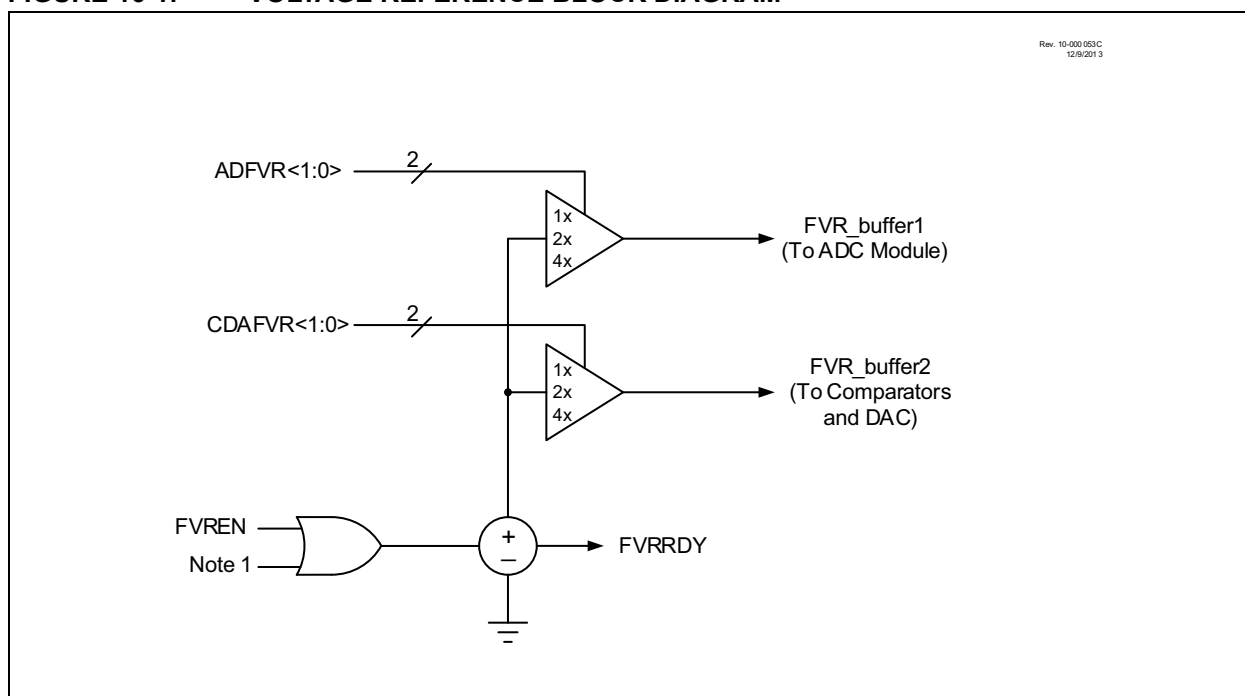 Rev. 10-000 053C
12/9/201 3
ADFVR<1:0>
2
1x
2x
4x
FVR_buffer1
(To ADC Module)
CDAFVR<1:0>
2
1x
2x
4x
FVR_buffer2
(To Comparators
and DAC)
FVREN
Note 1
+
–
FVRRDY